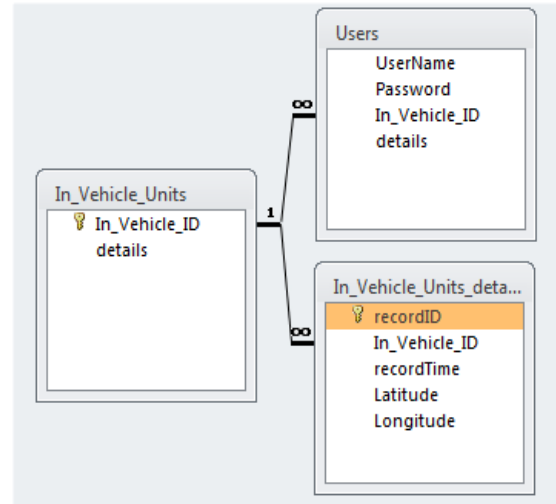 Users
UserName
Password
In_Vehicle_ID
details
∞
In_Vehicle_Units
In_Vehicle_ID
details
1
∞
In_Vehicle_Units_deta...
recordID
In_Vehicle_ID
recordTime
Latitude
Longitude